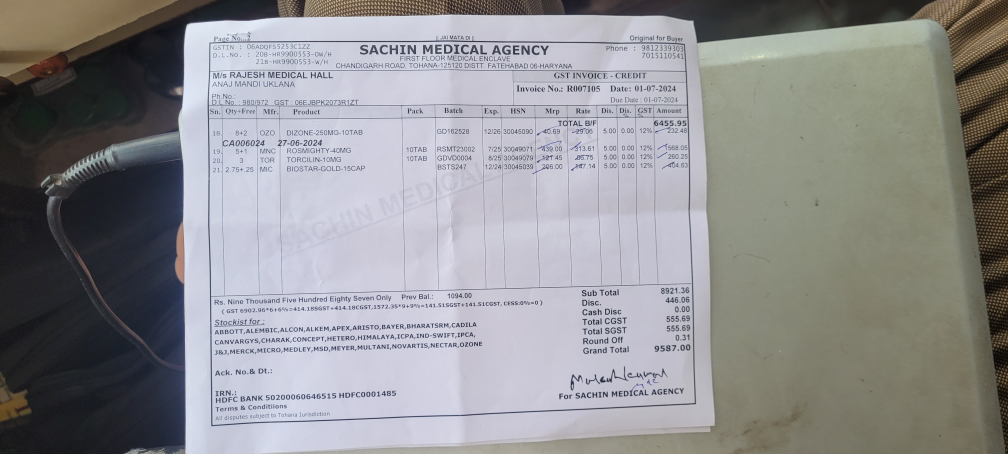 Page No.. || JAI MATA DI || Original for Buyer
GSTIN : 06ADQFS5253C1ZZ
D.L.No. : 20B-HR9900553-OW/H
21B-HR9900553-W/H
SACHIN MEDICAL AGENCY
FIRST FLOOR MEDICAL ENCLAVE
CHANDIGARH ROAD, TOHANA-125120 DISTT. FATEHABAD 06-HARYANA
Phone : 9812339303
7015110541
M/s RAJESH MEDICAL HALL
ANAJ MANDI UKLANA
Ph.No.:
D.L No : 980/972 GST : 06EJBPK2073R1ZT
GST INVOICE - CREDIT
Invoice No.: R007105 Date: 01-07-2024
Due Date : 01-07-2024
Sn. Qty+Free Mfr. Product Pack Batch Exp. HSN Mrp Rate Dis. Dis. GST Amount
TOTAL B/F 6455.95
18. 8+2 OZO DIZONE-250MG-10TAB GD162528 12/26 30045090 40.69 29.06 5.00 0.00 12% 232.48
CA006024 27-06-2024
19. 5+1 MNC ROSMIGHTY-40MG 10TAB RSMT23002 7/25 30049071 439.00 313.61 5.00 0.00 12% 1568.05
20. 3 TOR TORCILIN-10MG 10TAB GDVD0004 8/25 30049079 121.45 86.75 5.00 0.00 12% 260.25
21. 2.75+.25 MIC BIOSTAR-GOLD-15CAP BSTS247 12/24 30045039 206.00 147.14 5.00 0.00 12% 404.63
SACHIN MEDICAL
Rs. Nine Thousand Five Hundred Eighty Seven Only Prev Bal.: 1094.00
( GST 6902.96*6+6%=414.18SGST+414.18CGST,1572.35*9+9%=141.51SGST+141.51CGST, CESS:0%=0 )
Stockist for :
ABBOTT,ALEMBIC,ALCON,ALKEM,APEX,ARISTO,BAYER,BHARATSRM,CADILA
CANVARGYS,CHARAK,CONCEPT,HETERO,HIMALAYA,ICPA,IND-SWIFT,IPCA,
J&J,MERCK,MICRO,MEDLEY,MSD,MEYER,MULTANI,NOVARTIS,NECTAR,OZONE
Sub Total 8921.36
Disc. 446.06
Cash Disc 0.00
Total CGST 555.69
Total SGST 555.69
Round Off 0.31
Grand Total 9587.00
Ack. No.& Dt.:
IRN.:
HDFC BANK 50200060646515 HDFC0001485
Terms & Conditiions
All disputes subject to Tohana Jurisdiction
For SACHIN MEDICAL AGENCY